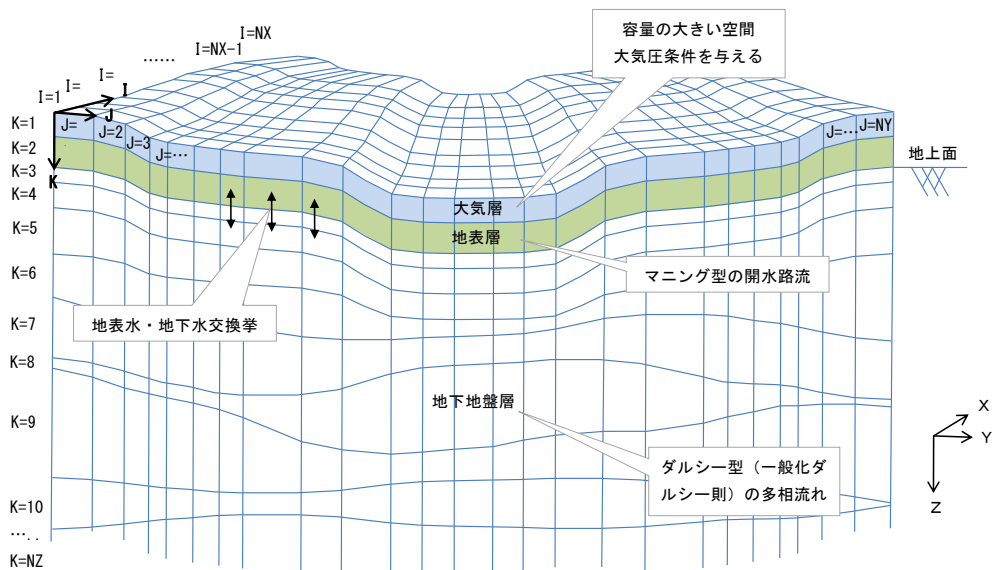 I=NX
I=NX-1
……
I=
I=
I=1
I
J
K
K=1
K=2
K=3
K=4
K=5
K=6
K=7
K=8
K=9
K=10
…..
K=NZ
J=
J=2
J=3
J=…
J=…
J=NY
容量の大きい空間
大気圧条件を与える
地上面
大気層
地表層
マニング型の開水路流
地表水・地下水交換挙
地下地盤層
ダルシー型（一般化ダ
ルシー則）の多相流れ
X
Y
Z